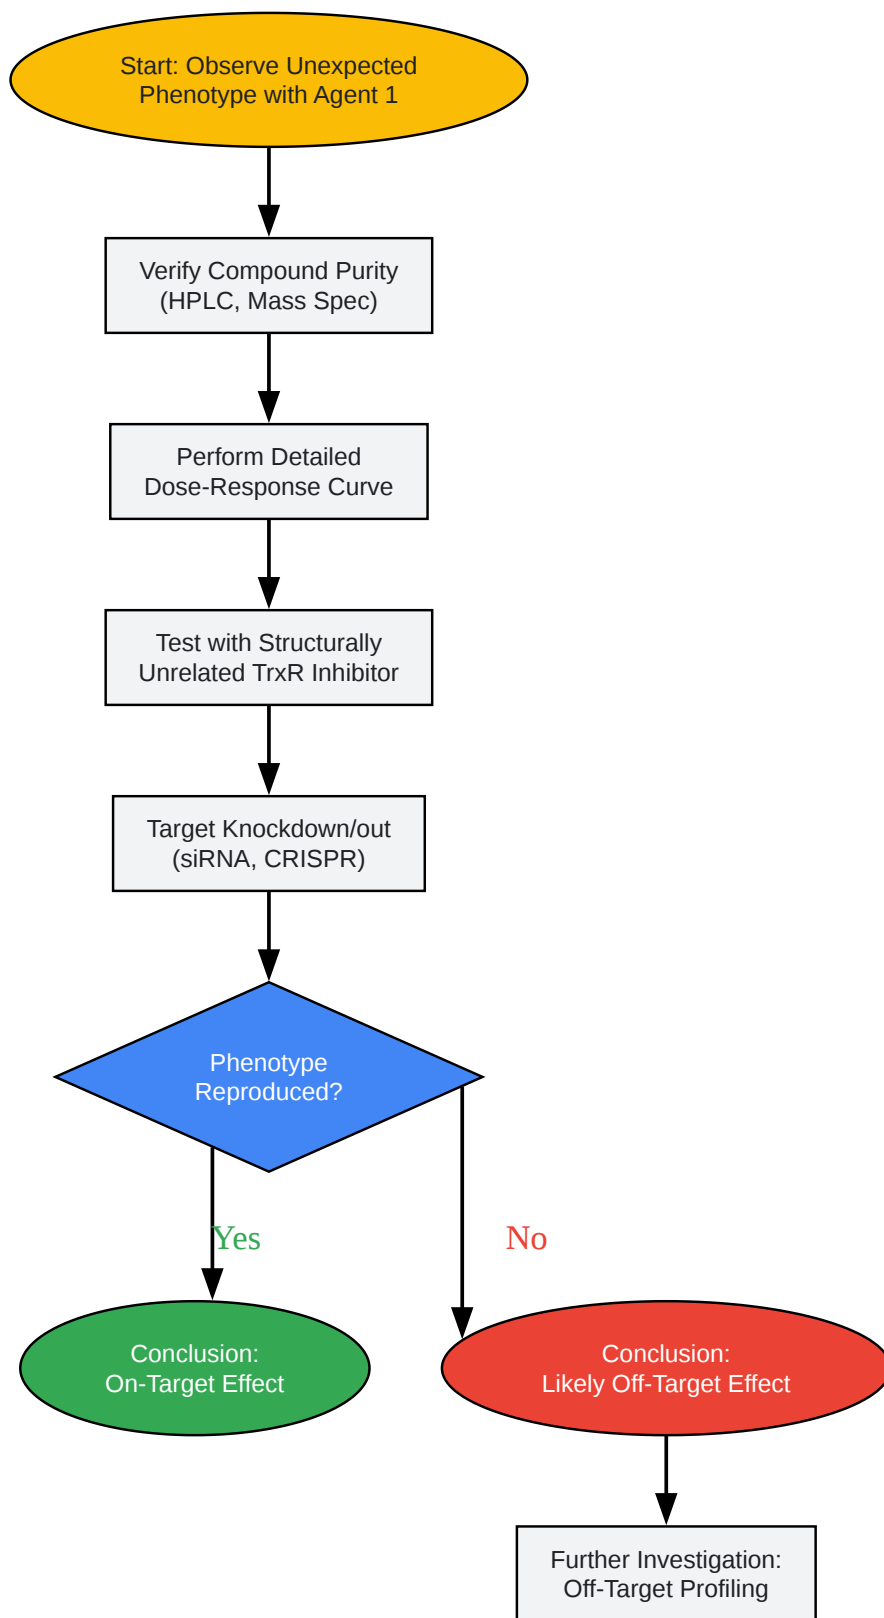 Start: Observe Unexpected
Phenotype with Agent 1
Verify Compound Purity
(HPLC, Mass Spec)
Perform Detailed
Dose-Response Curve
Test with Structurally
Unrelated TrxR Inhibitor
Target Knockdown/out
(siRNA, CRISPR)
Phenotype
Reproduced?
Yes
No
Conclusion:
On-Target Effect
Conclusion:
Likely Off-Target Effect
Further Investigation:
Off-Target Profiling